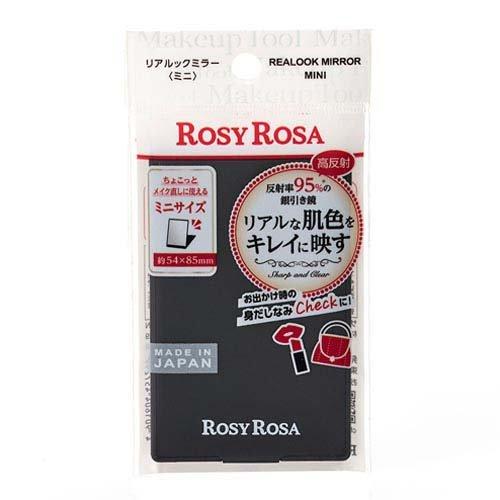 Makeup Tool Mak
リアルックミラー
〈ミニ〉
REALOOK MIRROR
MINI
ROSY ROSA
高反射
ちょこっと
メイク直しに使える
ミニサイズ
約54×85mm
反射率95%*の
銀引き鏡
リアルな肌色を
キレイに映す
Sharp and Clear
お出かけ時の
身だしなみCheckに!
MADE IN
JAPAN
ROSY ROSA